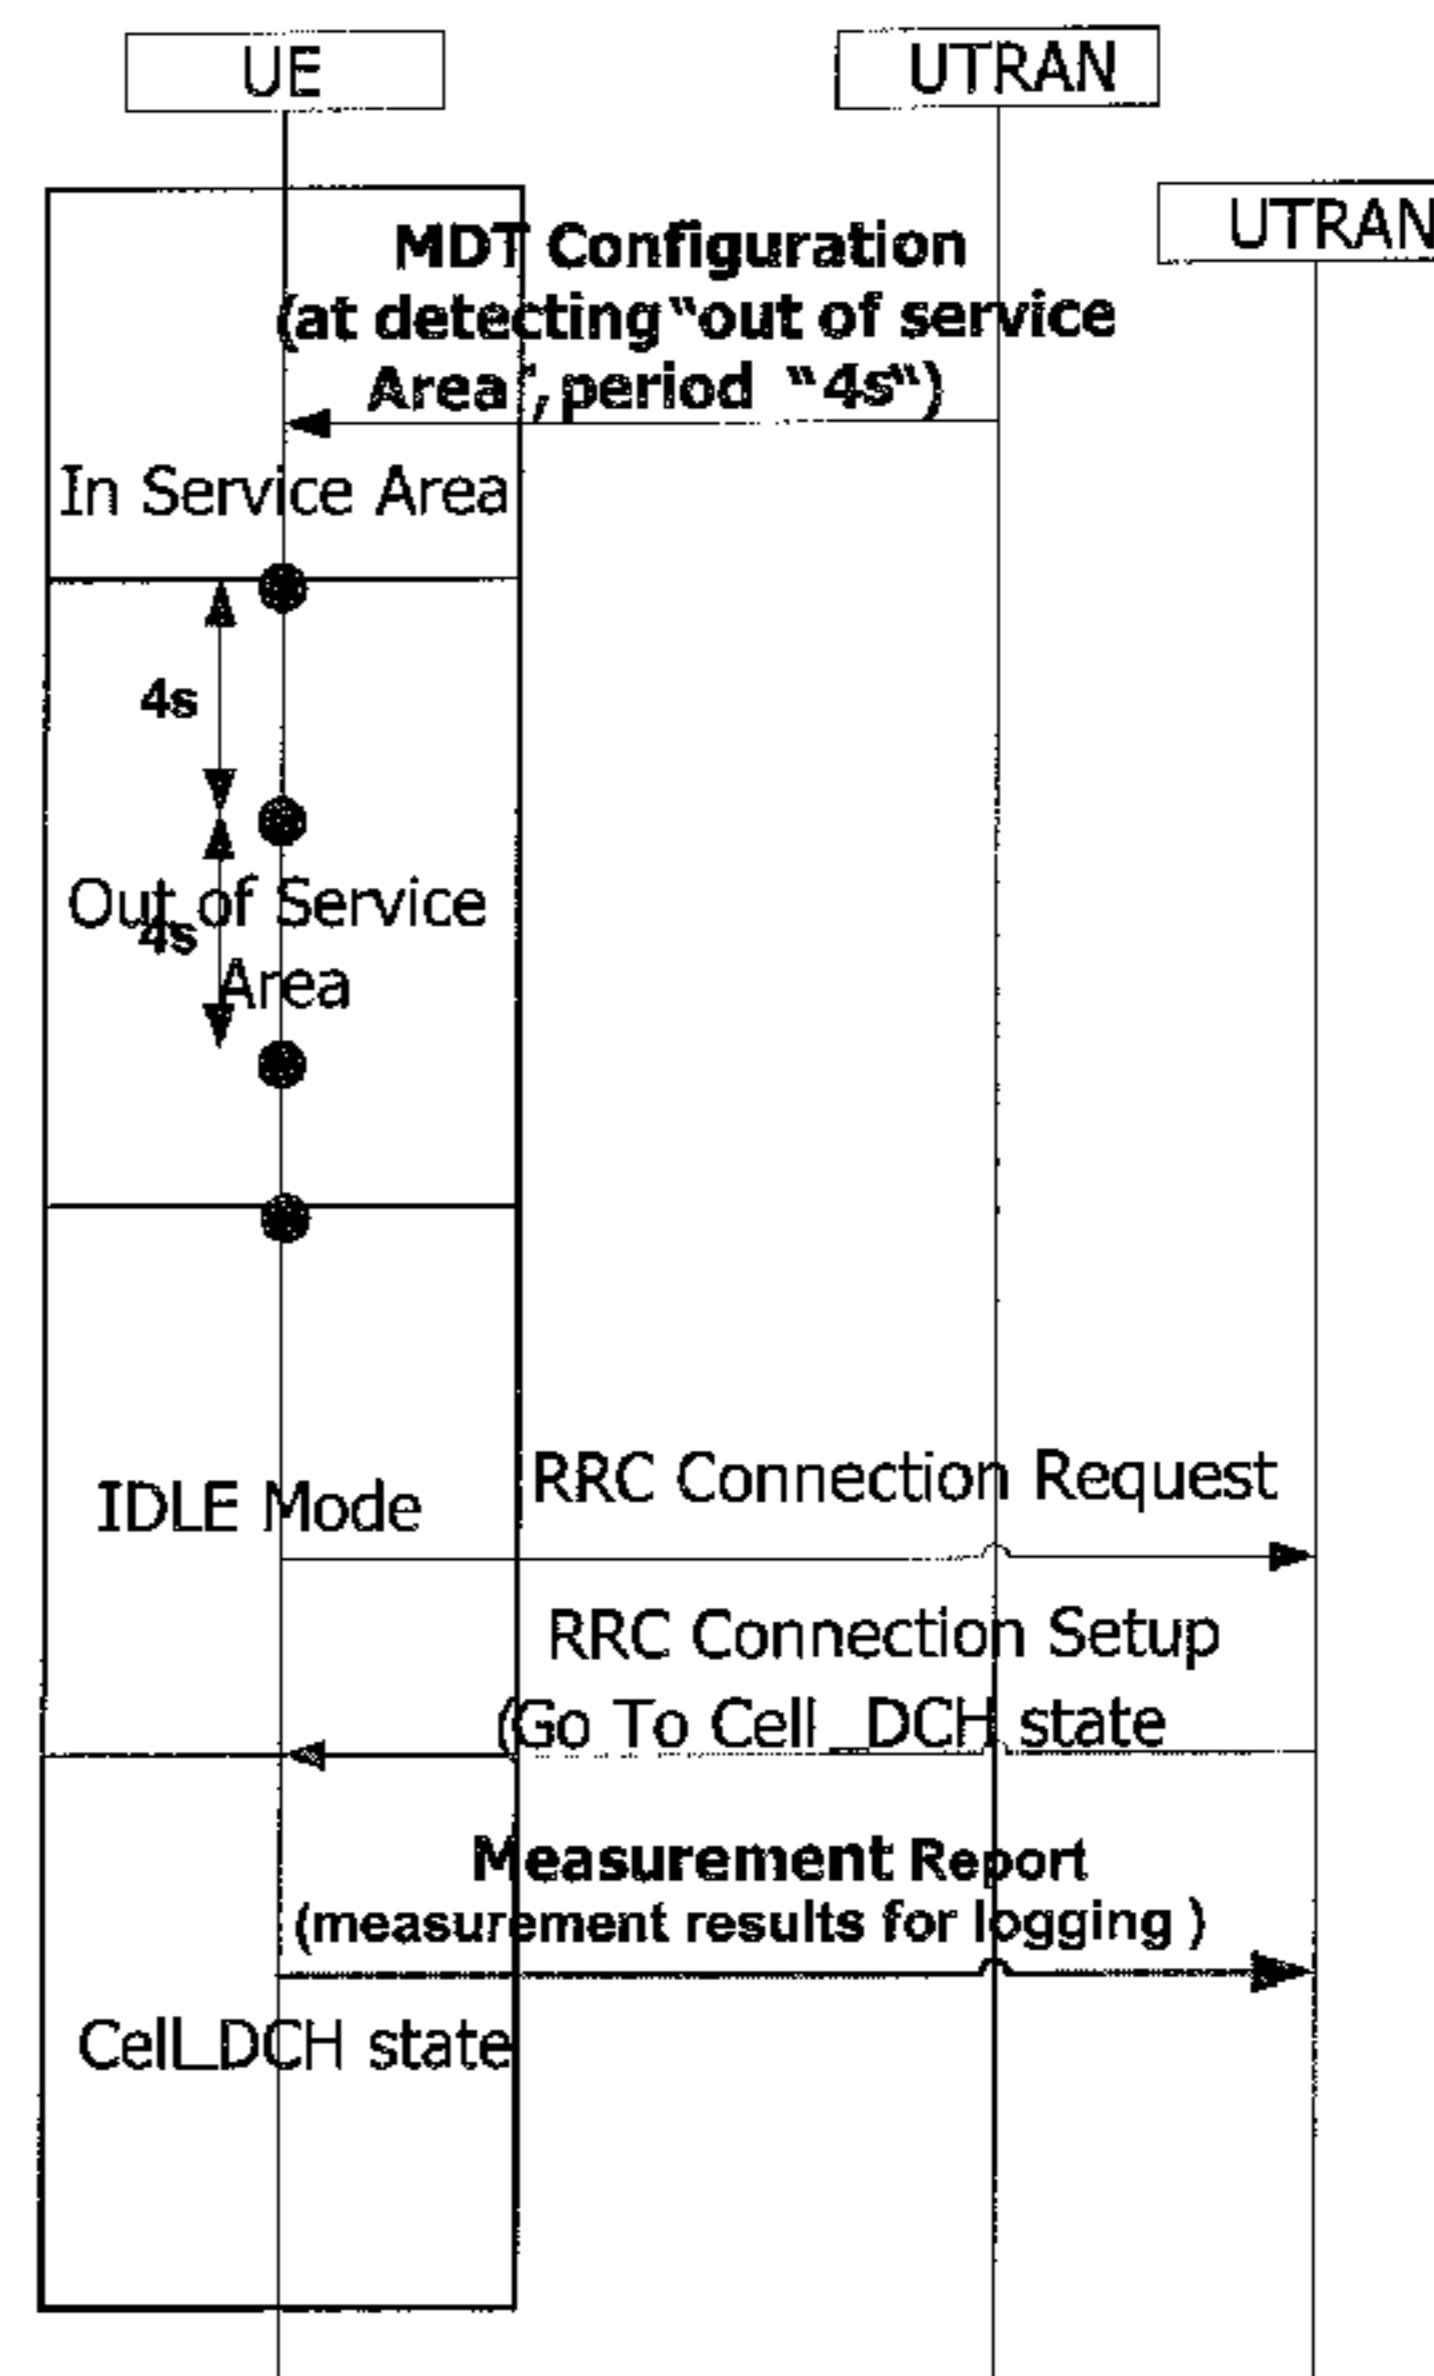 UE
UTRAN
UTRAN
MDT Configuration
(at detecting “out of service
Area”, period “4s“)
In Service Area
4s
Out of Service
4s
Area
RRC Connection Request
IDLE Mode
RRC Connection Setup
(Go To Cell_DCH state
Measurement Report
(measurement results for logging )
Cell_DCH state